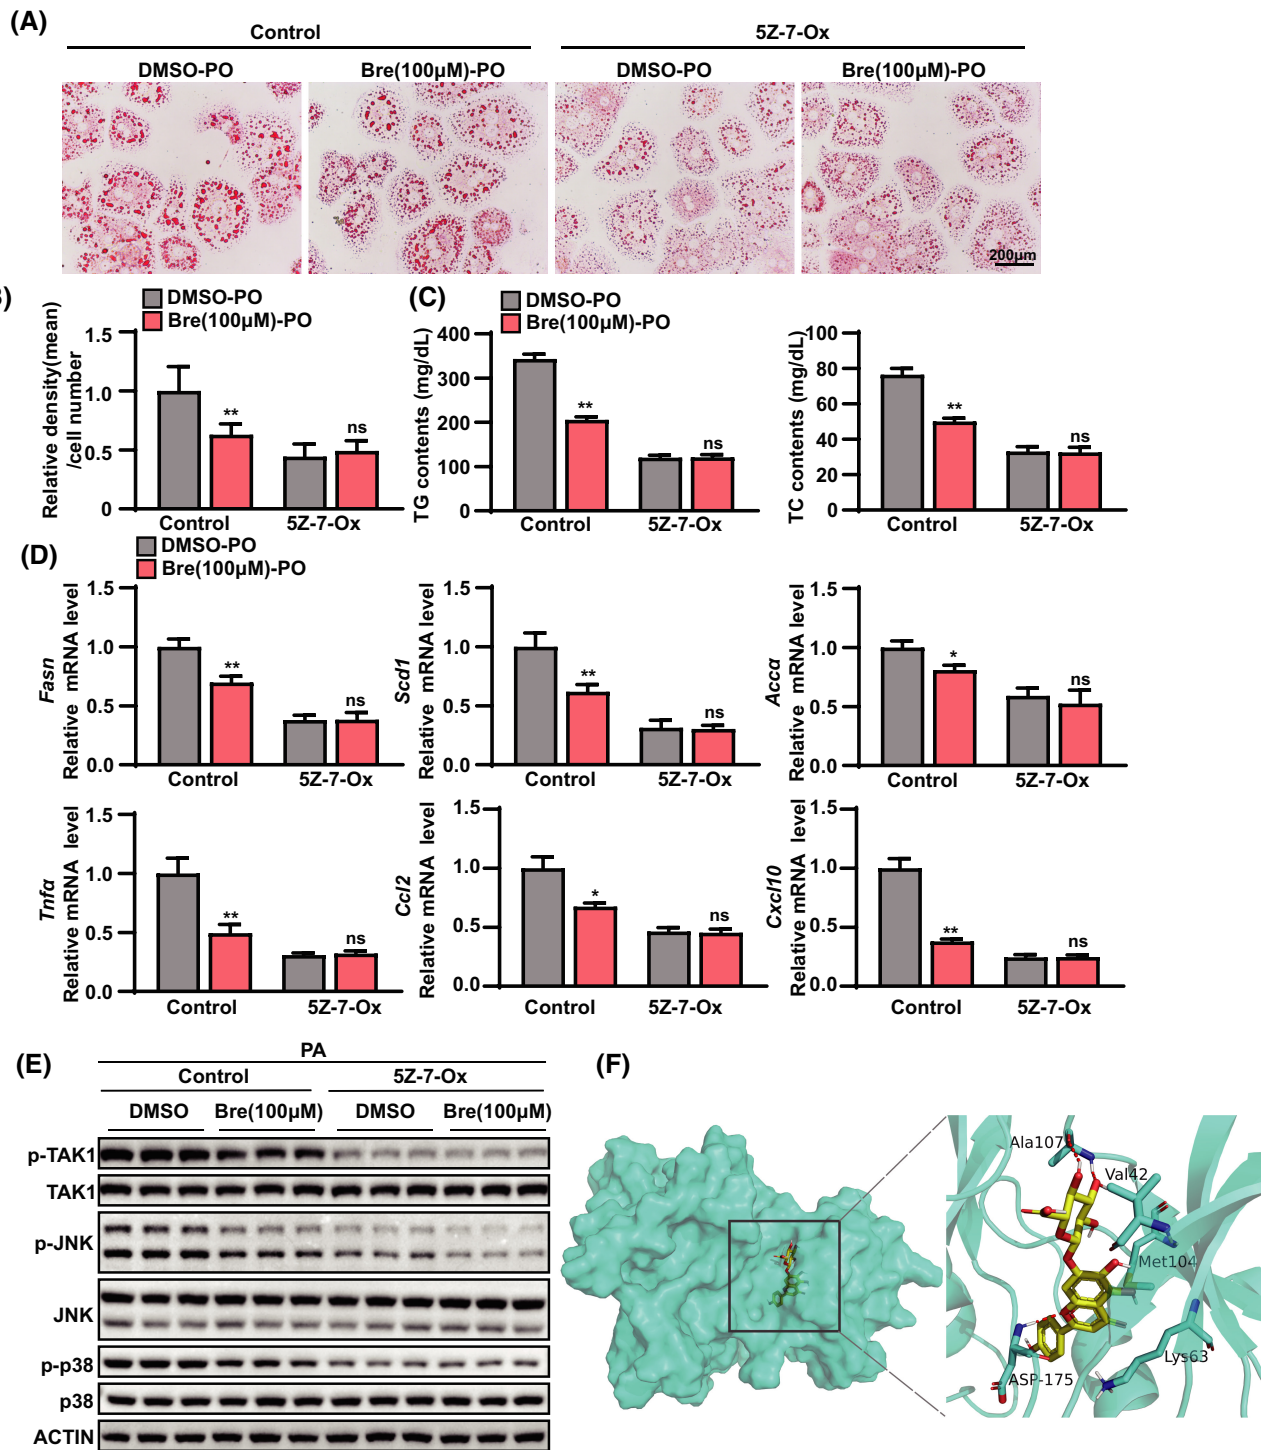 (A)
Control
5Z-7-Ox
DMSO-PO
Bre(100μM)-PO
DMSO-PO
Bre(100μM)-PO
200μm
)
DMSO-PO
Bre(100μM)-PO
Relative density(mean)
/cell number
1.5
1.0
0.5
0
**
ns
Control
5Z-7-Ox
(C)
DMSO-PO
Bre(100μM)-PO
TG contents (mg/dL)
400
300
200
100
0
**
ns
Control
5Z-7-Ox
TC contents (mg/dL)
80
60
40
20
0
**
ns
Control
5Z-7-Ox
(D)
DMSO-PO
Bre(100μM)-PO
Fasn
Relative mRNA level
1.5
1.0
0.5
0.0
**
ns
Control
5Z-7-Ox
Scd1
Relative mRNA level
1.5
1.0
0.5
0.0
**
ns
Control
5Z-7-Ox
Accα
Relative mRNA level
1.5
1.0
0.5
0.0
*
ns
Control
5Z-7-Ox
Tnfα
Relative mRNA level
1.5
1.0
0.5
0.0
**
ns
Control
5Z-7-Ox
Ccl2
Relative mRNA level
1.5
1.0
0.5
0.0
*
ns
Control
5Z-7-Ox
Cxcl10
Relative mRNA level
1.5
1.0
0.5
0.0
**
ns
Control
5Z-7-Ox
(E)
PA
Control
5Z-7-Ox
DMSO
Bre(100μM)
DMSO
Bre(100μM)
p-TAK1
TAK1
p-JNK
JNK
p-p38
p38
ACTIN
(F)
Ala107
Val42
Met104
Lys63
ASP-175